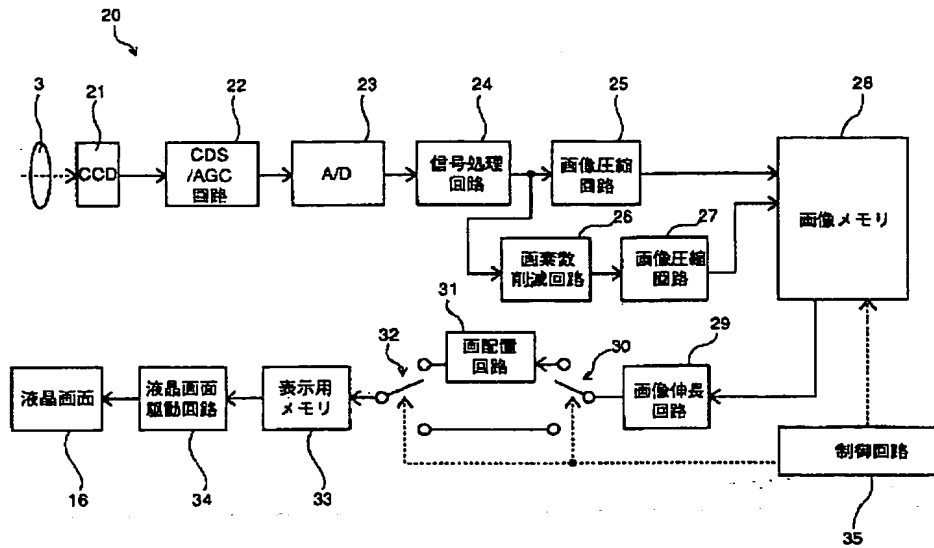 20
3
21
22
23
24
25
28
CCD
CDS
/AGC
回路
A/D
信号処理
回路
画像圧縮
回路
画像メモリ
26
27
画素数
削減回路
画像圧縮
回路
31
32
画配置
回路
30
29
画像伸長
回路
液晶画面
液晶画面
駆動回路
表示用
メモリ
制御回路
16
34
33
35